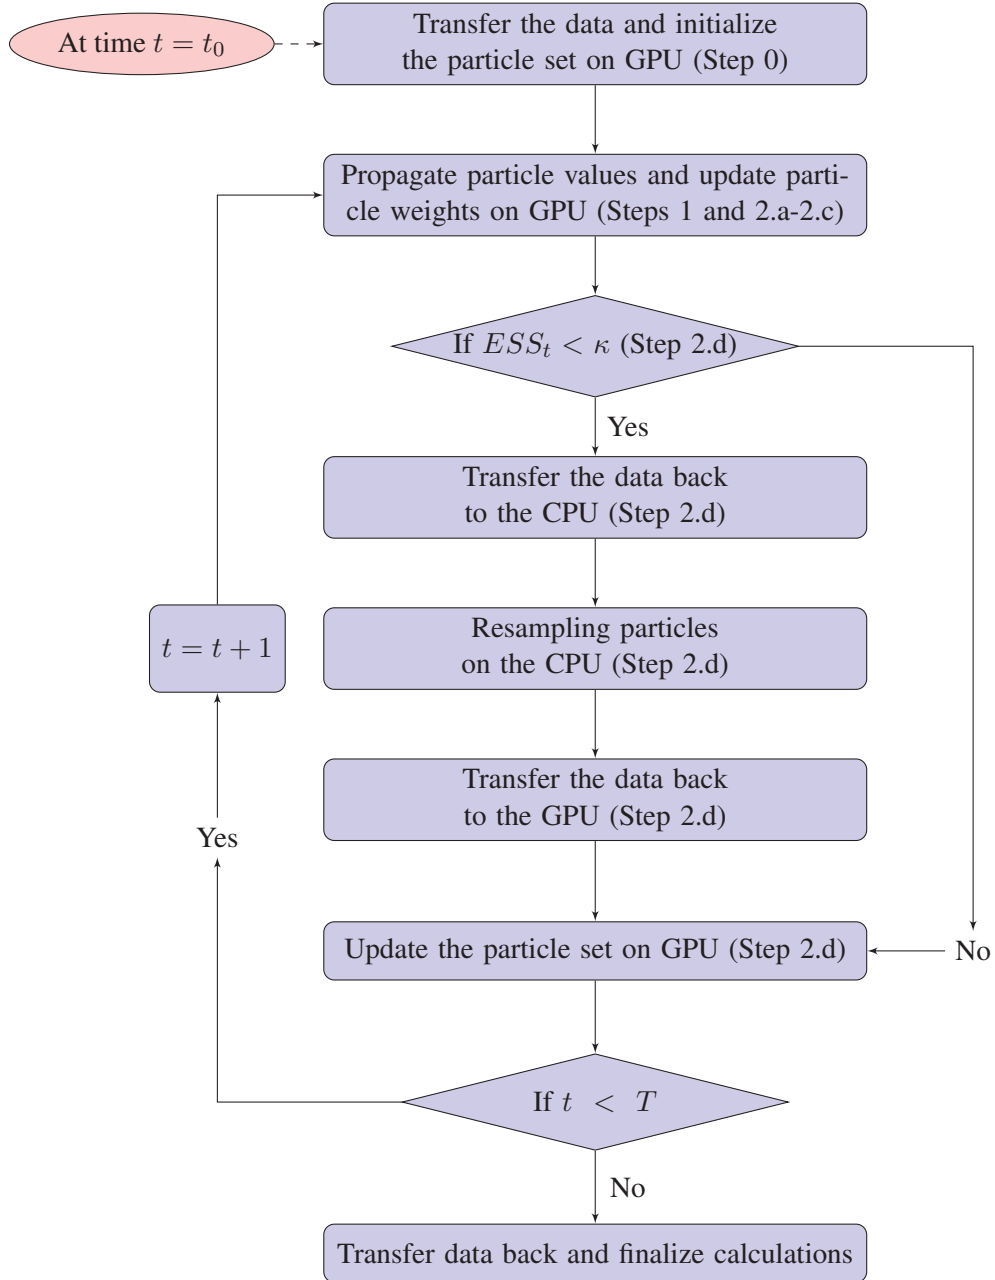 At time t = t₀
Transfer the data and initialize
the particle set on GPU (Step 0)
Propagate particle values and update parti-
cle weights on GPU (Steps 1 and 2.a-2.c)
If ESSₜ < κ (Step 2.d)
Yes
Transfer the data back
to the CPU (Step 2.d)
Resampling particles
on the CPU (Step 2.d)
t = t + 1
Transfer the data back
to the GPU (Step 2.d)
Yes
Update the particle set on GPU (Step 2.d)
No
If t < T
No
Transfer data back and finalize calculations